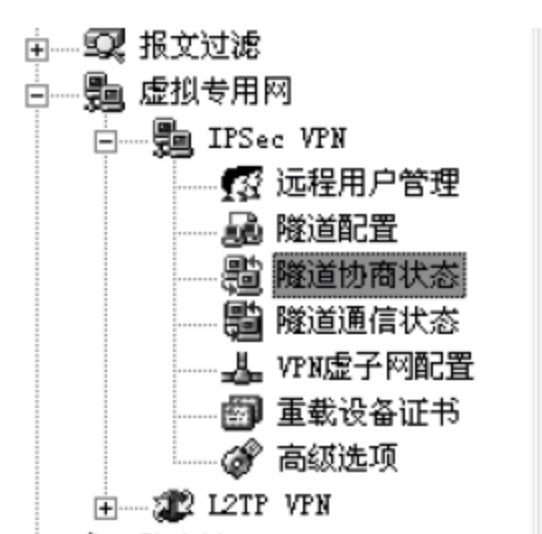 报文过滤
虚拟专用网
IPSec VPN
远程用户管理
隧道配置
隧道协商状态
隧道通信状态
VPN虚子网配置
重载设备证书
高级选项
L2TP VPN